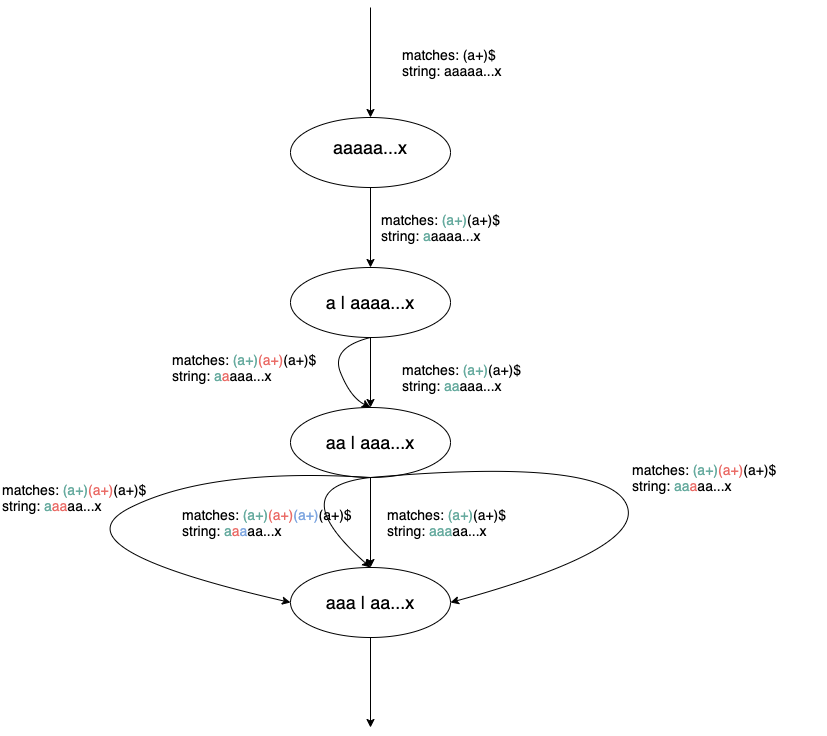 matches: (a+)$
string: aaaaa...x
aaaaa...x
matches: (a+)(a+)$
string: aaaaa...x
a | aaaa...x
matches: (a+)(a+)(a+)$
string: aaaaa...x
matches: (a+)(a+)$
string: aaaaa...x
aa | aaa...x
matches: (a+)(a+)(a+)$
string: aaaaa...x
matches: (a+)(a+)(a+)(a+)$
string: aaaaa...x
matches: (a+)(a+)$
string: aaaaa...x
matches: (a+)(a+)(a+)$
string: aaaaa...x
aaa | aa...x